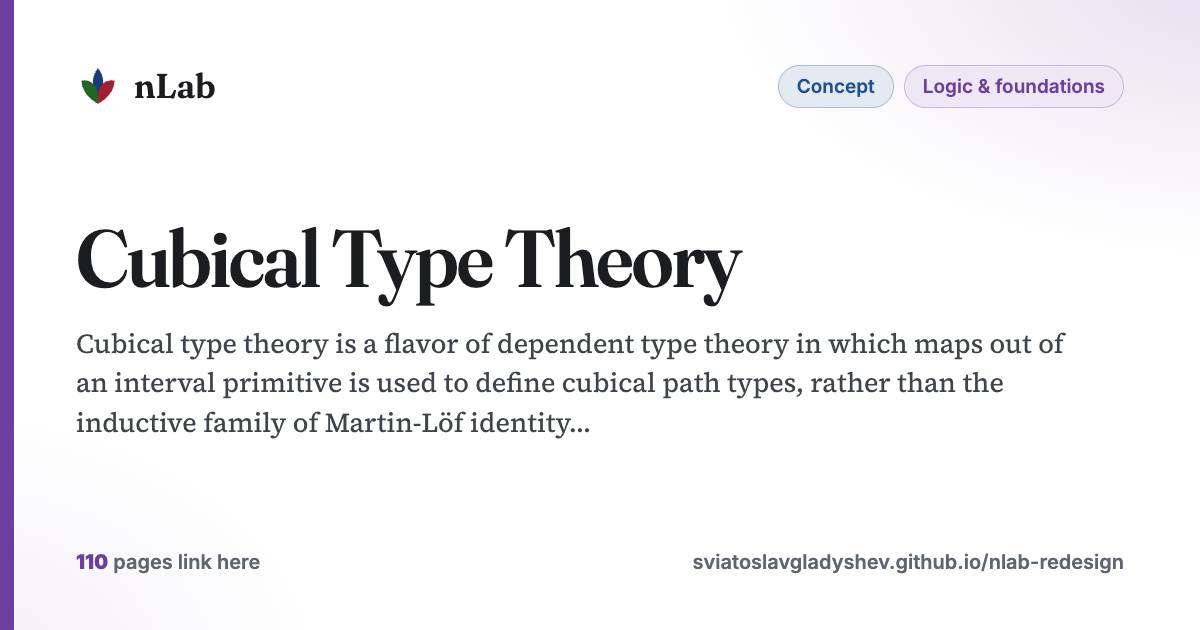 nLab
Concept
Logic & foundations
Cubical Type Theory
Cubical type theory is a flavor of dependent type theory in which maps out of
an interval primitive is used to define cubical path types, rather than the
inductive family of Martin-Löf identity...
110 pages link here
sviatoslavgladyshev.github.io/nlab-redesign